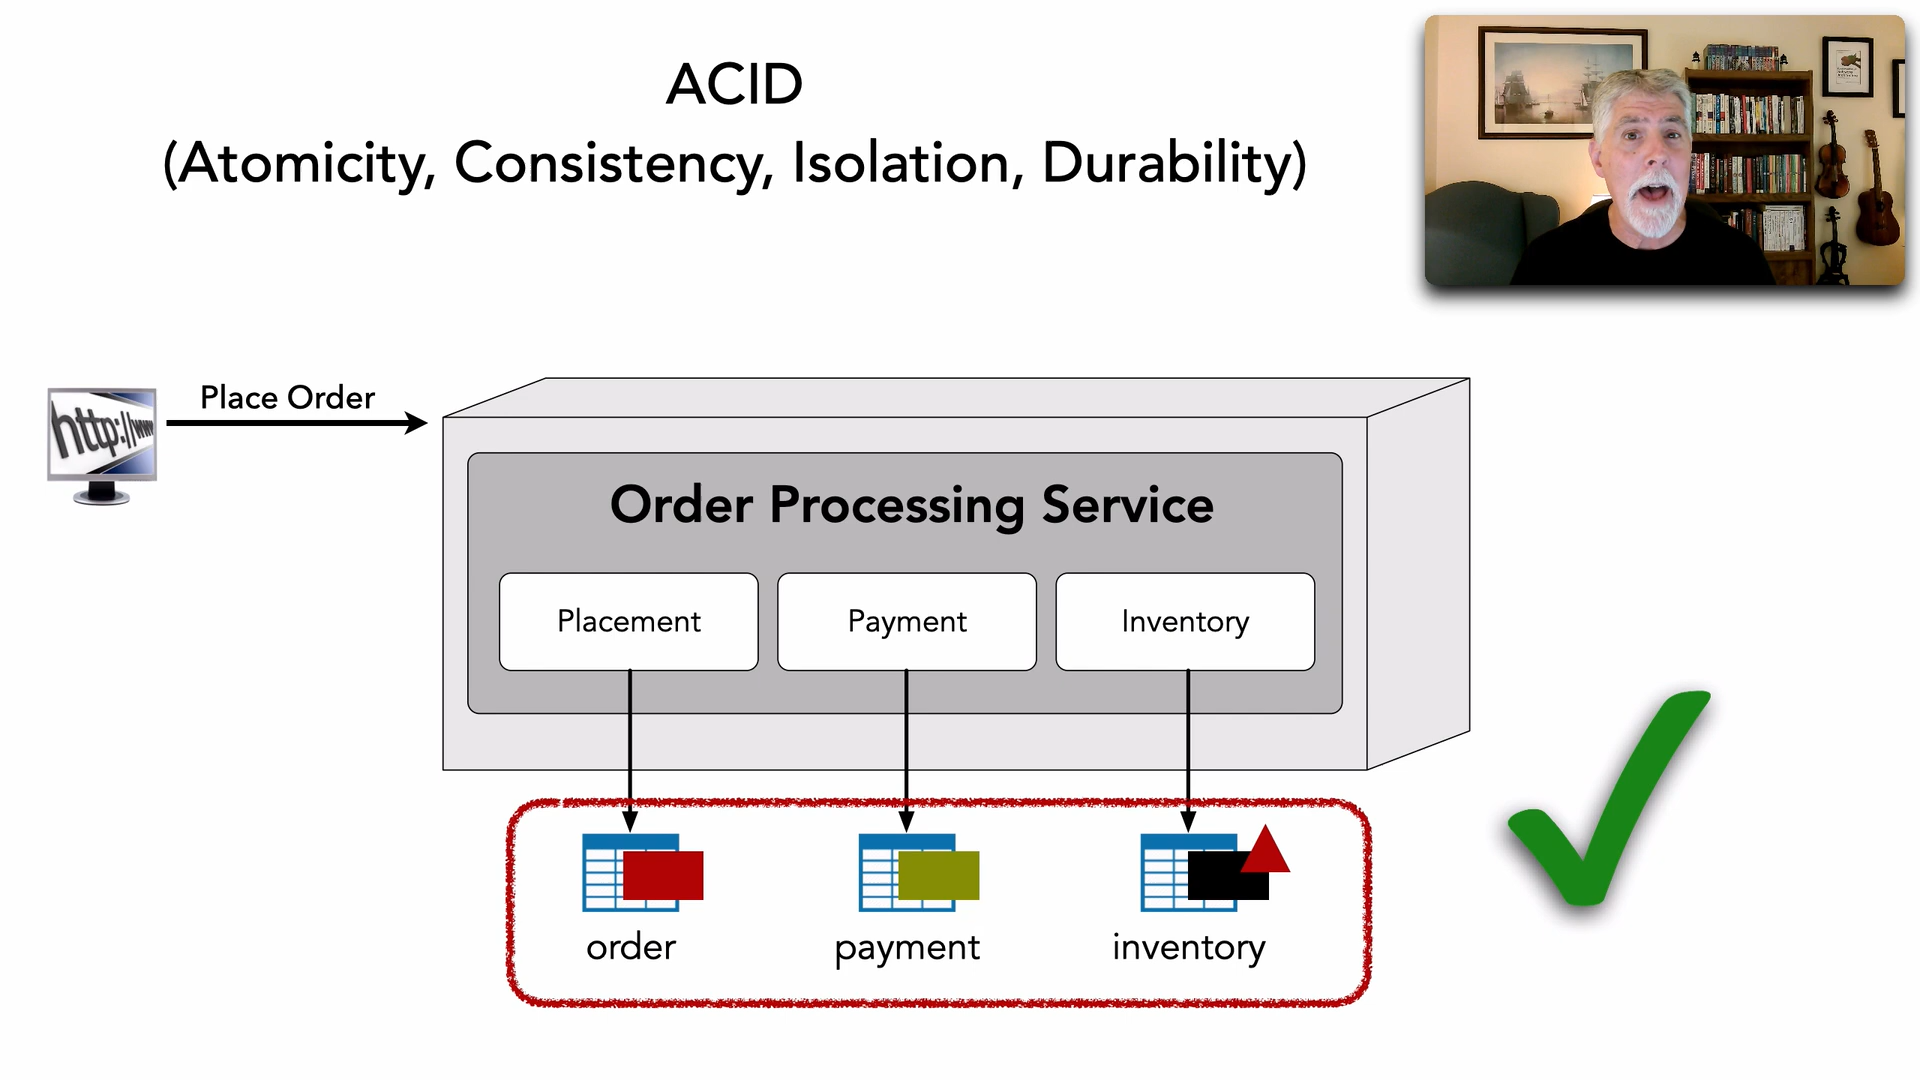 ACID
(Atomicity, Consistency, Isolation, Durability)
Place Order
http://www
Order Processing Service
Placement
Payment
Inventory
order
payment
inventory